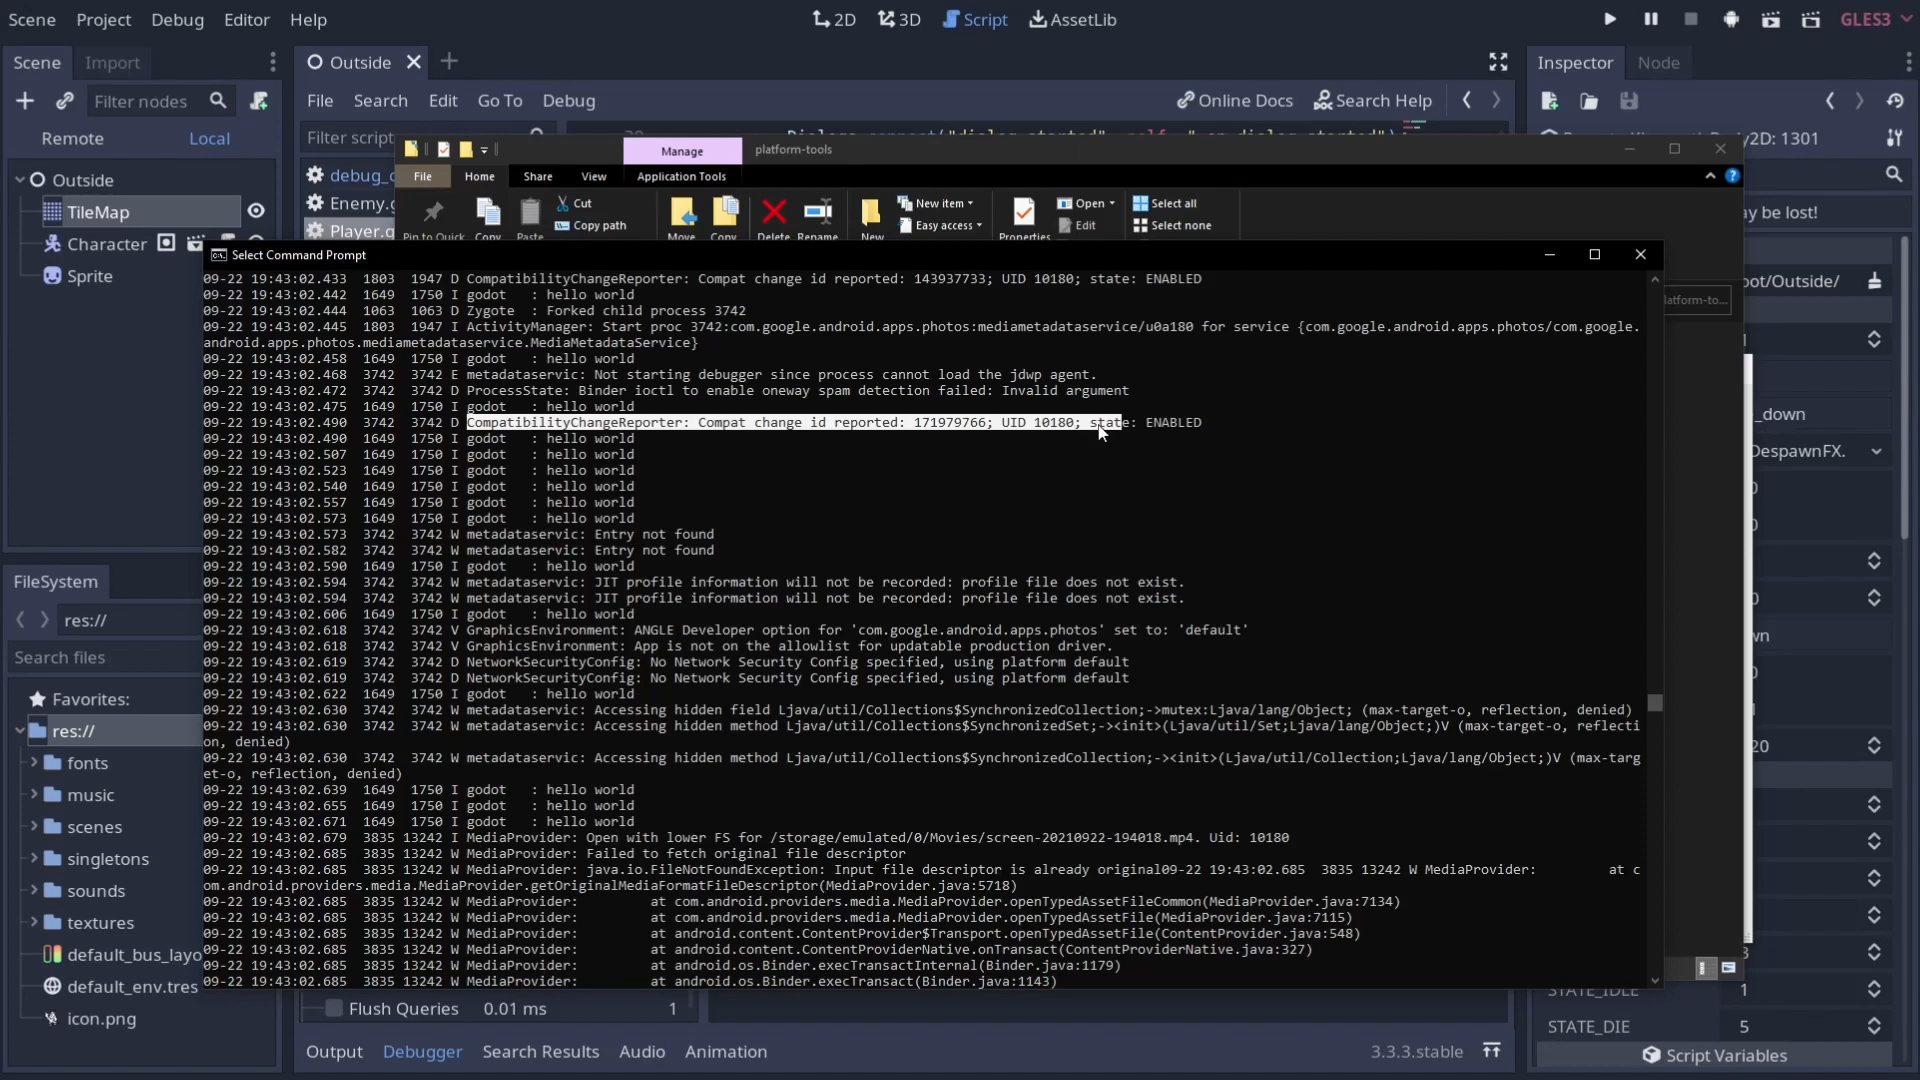 Scene Project Debug Editor Help
2D 3D Script AssetLib
GLES3
Scene Import
Outside
Inspector Node
Filter nodes
File Search Edit Go To Debug
Online Docs Search Help
Remote Local
Outside
TileMap
Character
Sprite
Filter script
debug_
Enemy.g
Player.g
Dialogs.connect("dialog_started", self, "_on_dialog_started")
2D: 1301
ay be lost!
oot/Outside/
Manage platform-tools
File Home Share View Application Tools
Cut
Copy path
New item
Easy access
Open
Edit
Select all
Select none
Pin to Quick Copy Paste Move Copy Delete Rename New Properties
Select Command Prompt
09-22 19:43:02.433 1803 1947 D CompatibilityChangeReporter: Compat change id reported: 143937733; UID 10180; state: ENABLED
09-22 19:43:02.442 1649 1750 I godot : hello world
09-22 19:43:02.444 1063 1063 D Zygote : Forked child process 3742
09-22 19:43:02.445 1803 1947 I ActivityManager: Start proc 3742:com.google.android.apps.photos:mediametadataservice/u0a180 for service {com.google.android.apps.photos/com.google.
android.apps.photos.mediametadataservice.MediaMetadataService}
09-22 19:43:02.458 1649 1750 I godot : hello world
09-22 19:43:02.468 3742 3742 E metadataservic: Not starting debugger since process cannot load the jdwp agent.
09-22 19:43:02.472 3742 3742 D ProcessState: Binder ioctl to enable oneway spam detection failed: Invalid argument
09-22 19:43:02.475 1649 1750 I godot : hello world
09-22 19:43:02.490 3742 3742 D CompatibilityChangeReporter: Compat change id reported: 171979766; UID 10180; state: ENABLED
09-22 19:43:02.490 1649 1750 I godot : hello world
09-22 19:43:02.507 1649 1750 I godot : hello world
09-22 19:43:02.523 1649 1750 I godot : hello world
09-22 19:43:02.540 1649 1750 I godot : hello world
09-22 19:43:02.557 1649 1750 I godot : hello world
09-22 19:43:02.573 1649 1750 I godot : hello world
09-22 19:43:02.573 3742 3742 W metadataservic: Entry not found
09-22 19:43:02.582 3742 3742 W metadataservic: Entry not found
09-22 19:43:02.590 1649 1750 I godot : hello world
09-22 19:43:02.594 3742 3742 W metadataservic: JIT profile information will not be recorded: profile file does not exist.
09-22 19:43:02.594 3742 3742 W metadataservic: JIT profile information will not be recorded: profile file does not exist.
09-22 19:43:02.606 1649 1750 I godot : hello world
09-22 19:43:02.618 3742 3742 V GraphicsEnvironment: ANGLE Developer option for 'com.google.android.apps.photos' set to: 'default'
09-22 19:43:02.618 3742 3742 V GraphicsEnvironment: App is not on the allowlist for updatable production driver.
09-22 19:43:02.619 3742 3742 D NetworkSecurityConfig: No Network Security Config specified, using platform default
09-22 19:43:02.619 3742 3742 D NetworkSecurityConfig: No Network Security Config specified, using platform default
09-22 19:43:02.622 1649 1750 I godot : hello world
09-22 19:43:02.630 3742 3742 W metadataservic: Accessing hidden field Ljava/util/Collections$SynchronizedCollection;->mutex:Ljava/lang/Object; (max-target-o, reflection, denied)
09-22 19:43:02.630 3742 3742 W metadataservic: Accessing hidden method Ljava/util/Collections$SynchronizedSet;-><init>(Ljava/util/Set;Ljava/lang/Object;)V (max-target-o, reflecti
on, denied)
09-22 19:43:02.630 3742 3742 W metadataservic: Accessing hidden method Ljava/util/Collections$SynchronizedCollection;-><init>(Ljava/util/Collection;Ljava/lang/Object;)V (max-targ
et-o, reflection, denied)
09-22 19:43:02.639 1649 1750 I godot : hello world
09-22 19:43:02.655 1649 1750 I godot : hello world
09-22 19:43:02.671 1649 1750 I godot : hello world
09-22 19:43:02.679 3835 13242 I MediaProvider: Open with lower FS for /storage/emulated/0/Movies/screen-20210922-194018.mp4. Uid: 10180
09-22 19:43:02.685 3835 13242 W MediaProvider: Failed to fetch original file descriptor
09-22 19:43:02.685 3835 13242 W MediaProvider: java.io.FileNotFoundException: Input file descriptor is already original09-22 19:43:02.685 3835 13242 W MediaProvider: at c
om.android.providers.media.MediaProvider.getOriginalMediaFormatFileDescriptor(MediaProvider.java:5718)
09-22 19:43:02.685 3835 13242 W MediaProvider: at com.android.providers.media.MediaProvider.openTypedAssetFileCommon(MediaProvider.java:7134)
09-22 19:43:02.685 3835 13242 W MediaProvider: at com.android.providers.media.MediaProvider.openTypedAssetFile(MediaProvider.java:7115)
09-22 19:43:02.685 3835 13242 W MediaProvider: at android.content.ContentProvider$Transport.openTypedAssetFile(ContentProvider.java:548)
09-22 19:43:02.685 3835 13242 W MediaProvider: at android.content.ContentProviderNative.onTransact(ContentProviderNative.java:327)
09-22 19:43:02.685 3835 13242 W MediaProvider: at android.os.Binder.execTransactInternal(Binder.java:1179)
09-22 19:43:02.685 3835 13242 W MediaProvider: at android.os.Binder.execTransact(Binder.java:1143)
latform-to...
_down
DespawnFX.
wn
20
FileSystem
res://
Search files
Favorites:
res://
fonts
music
scenes
singletons
sounds
textures
default_bus_layo
default_env.tres
icon.png
Flush Queries 0.01 ms 1
Output Debugger Search Results Audio Animation 3.3.3.stable
STATE_IDLE 1
STATE_DIE 5
Script Variables